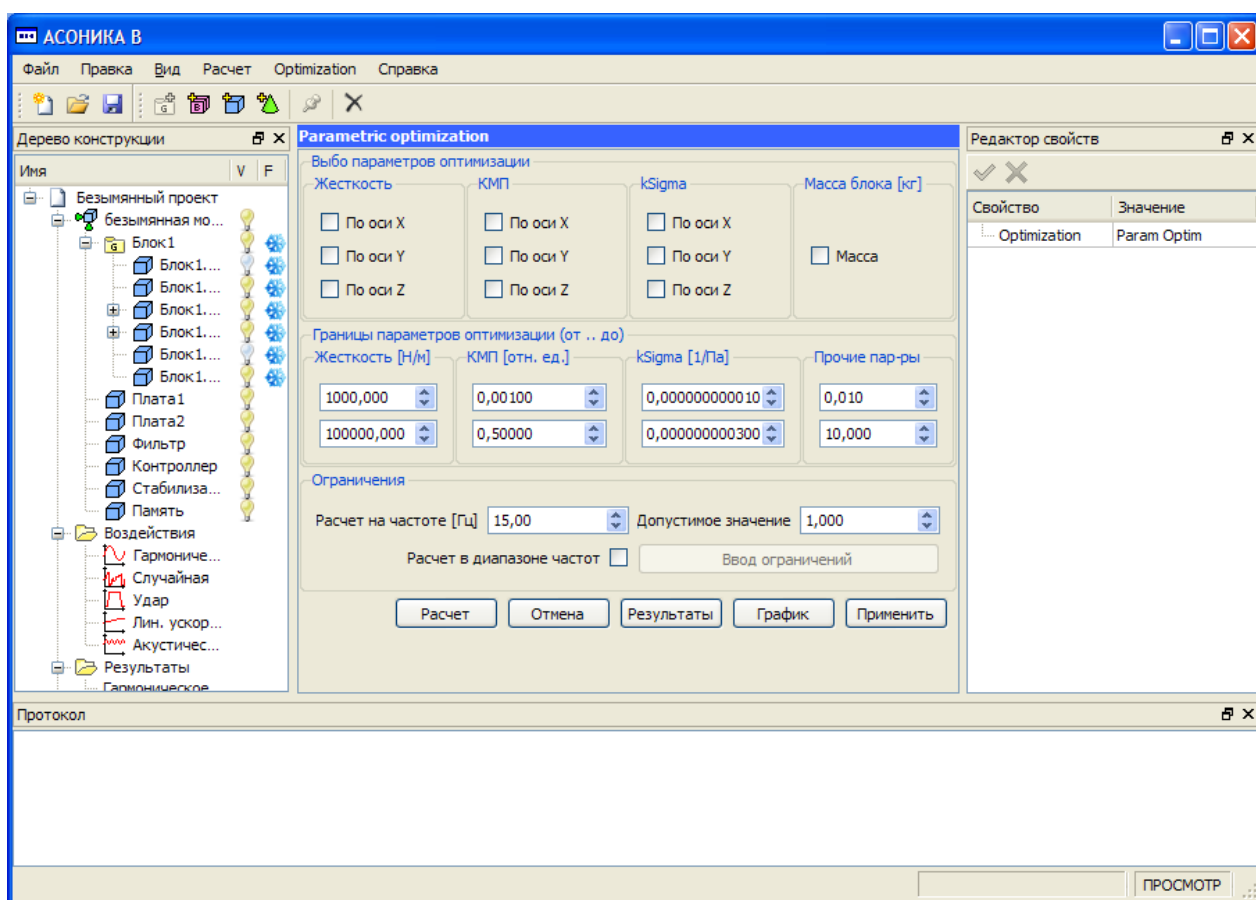 АСОНИКА В
Файл Правка Вид Расчет Optimization Справка
Дерево конструкции
Имя V F
Безымянный проект
безымянная мо...
G Блок1
Блок1....
Блок1....
Блок1....
Блок1....
Блок1....
Блок1....
Плата1
Плата2
Фильтр
Контроллер
Стабилиза...
Память
Воздействия
Гармониче...
Случайная
Удар
Лин. ускор...
Акустичес...
Результаты
Гармоническое
Parametric optimization
Выбо параметров оптимизации
Жесткость КМП kSigma Масса блока [кг]
По оси X По оси X По оси X
По оси Y По оси Y По оси Y Масса
По оси Z По оси Z По оси Z
Границы параметров оптимизации (от .. до)
Жесткость [Н/м] КМП [отн. ед.] kSigma [1/Па] Прочие пар-ры
1000,000 0,00100 0,000000000010 0,010
100000,000 0,50000 0,000000000300 10,000
Ограничения
Расчет на частоте [Гц] 15,00 Допустимое значение 1,000
Расчет в диапазоне частот Ввод ограничений
Расчет Отмена Результаты График Применить
Редактор свойств
Свойство Значение
Optimization Param Optim
Протокол
ПРОСМОТР